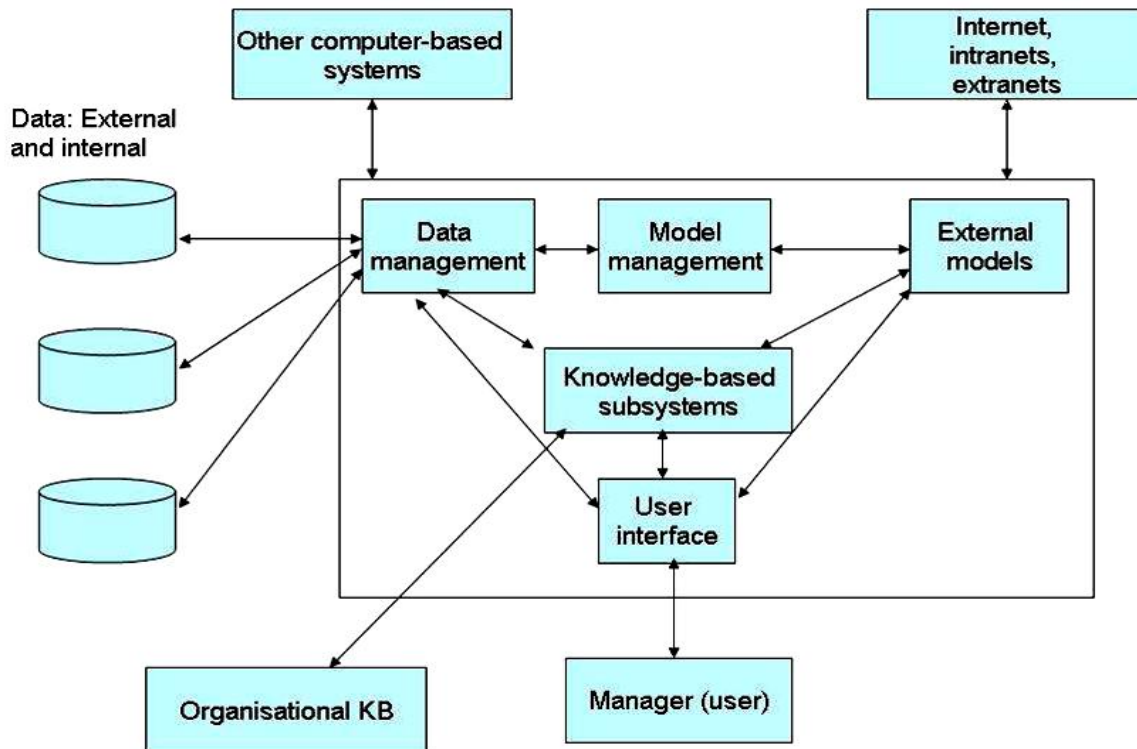 Other computer-based
systems
Internet,
intranets,
extranets
Data: External
and internal
Data
management
Model
management
External
models
Knowledge-based
subsystems
User
interface
Organisational KB
Manager (user)